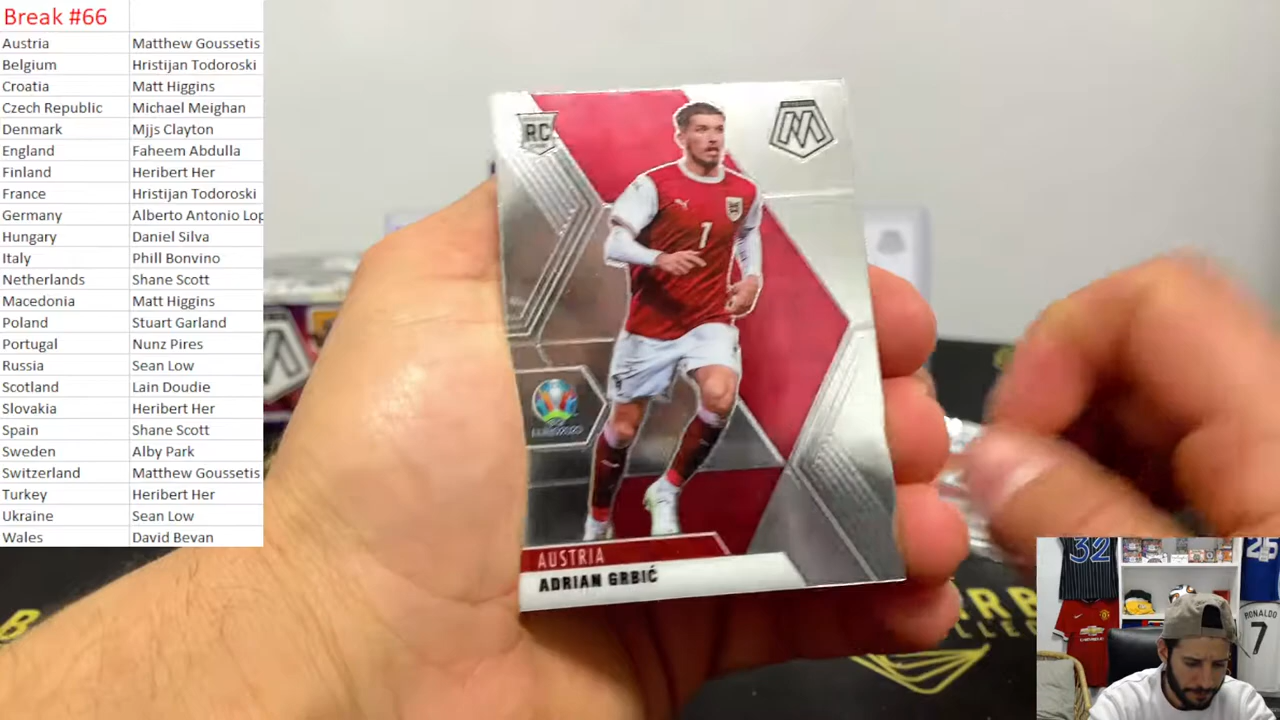 Break #66
Austria Matthew Goussetis
Belgium Hristijan Todoroski
Croatia Matt Higgins
Czech Republic Michael Meighan
Denmark Mjjs Clayton
England Faheem Abdulla
Finland Heribert Her
France Hristijan Todoroski
Germany Alberto Antonio Lop
Hungary Daniel Silva
Italy Phill Bonvino
Netherlands Shane Scott
Macedonia Matt Higgins
Poland Stuart Garland
Portugal Nunz Pires
Russia Sean Low
Scotland Lain Doudie
Slovakia Heribert Her
Spain Shane Scott
Sweden Alby Park
Switzerland Matthew Goussetis
Turkey Heribert Her
Ukraine Sean Low
Wales David Bevan
RC
M
7
EURO2020
AUSTRIA
ADRIAN GRBIĆ
32
26
CHEVROLET
RONALDO
7